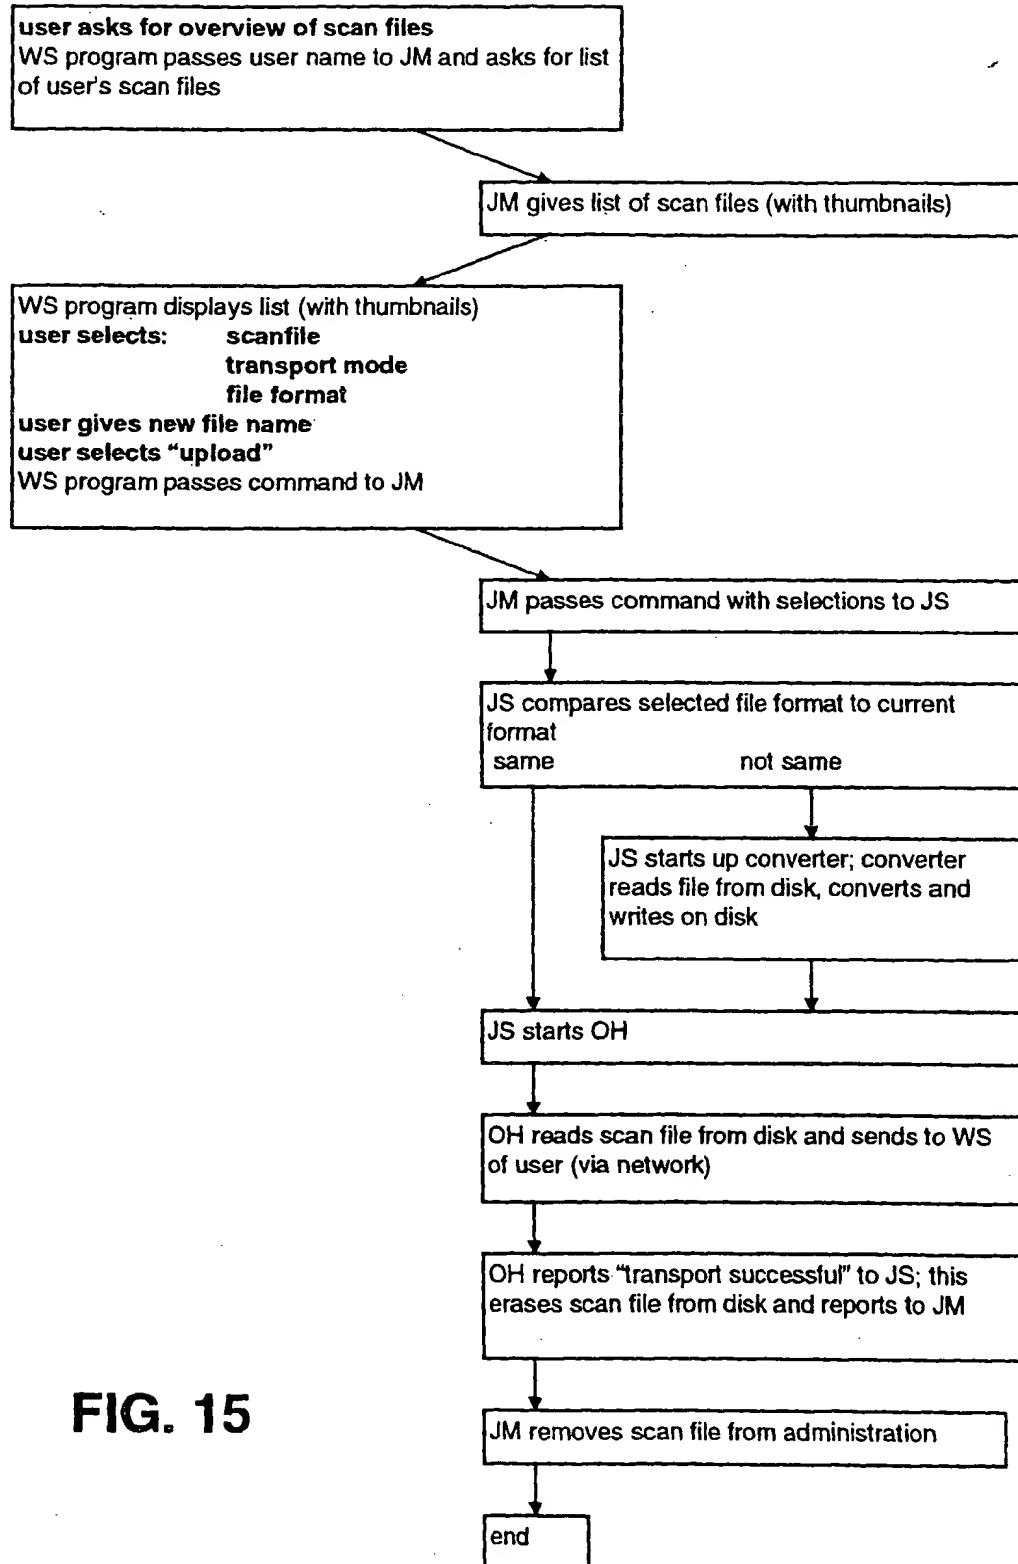 user asks for overview of scan files
WS program passes user name to JM and asks for list
of user's scan files
JM gives list of scan files (with thumbnails)
WS program displays list (with thumbnails)
user selects: scanfile
transport mode
file format
user gives new file name
user selects “upload”
WS program passes command to JM
JM passes command with selections to JS
JS compares selected file format to current
format
same not same
JS starts up converter; converter
reads file from disk, converts and
writes on disk
JS starts OH
OH reads scan file from disk and sends to WS
of user (via network)
OH reports “transport successful” to JS; this
erases scan file from disk and reports to JM
JM removes scan file from administration
end
FIG. 15